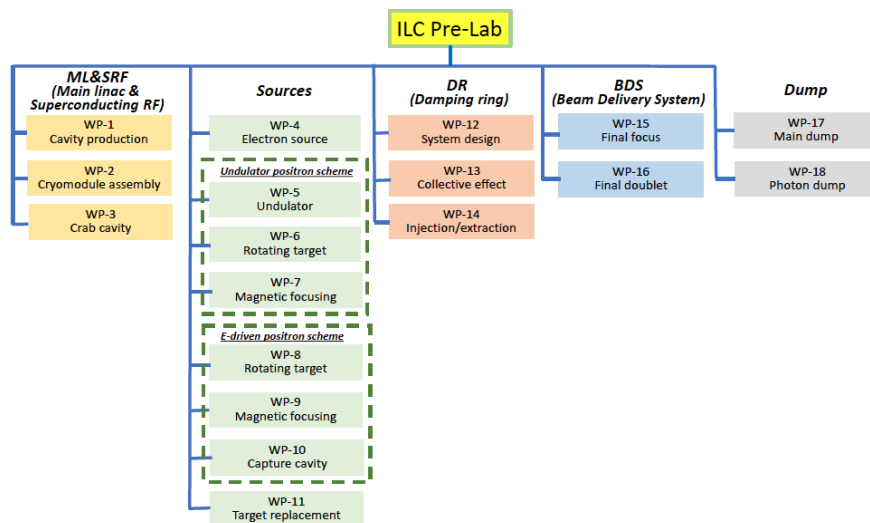 ILC Pre-Lab
ML&SRF
(Main linac &
Superconducting RF)
WP-1
Cavity production
WP-2
Cryomodule assembly
WP-3
Crab cavity
Sources
WP-4
Electron source
Undulator positron scheme
WP-5
Undulator
WP-6
Rotating target
WP-7
Magnetic focusing
E-driven positron scheme
WP-8
Rotating target
WP-9
Magnetic focusing
WP-10
Capture cavity
WP-11
Target replacement
DR
(Damping ring)
WP-12
System design
WP-13
Collective effect
WP-14
Injection/extraction
BDS
(Beam Delivery System)
WP-15
Final focus
WP-16
Final doublet
Dump
WP-17
Main dump
WP-18
Photon dump